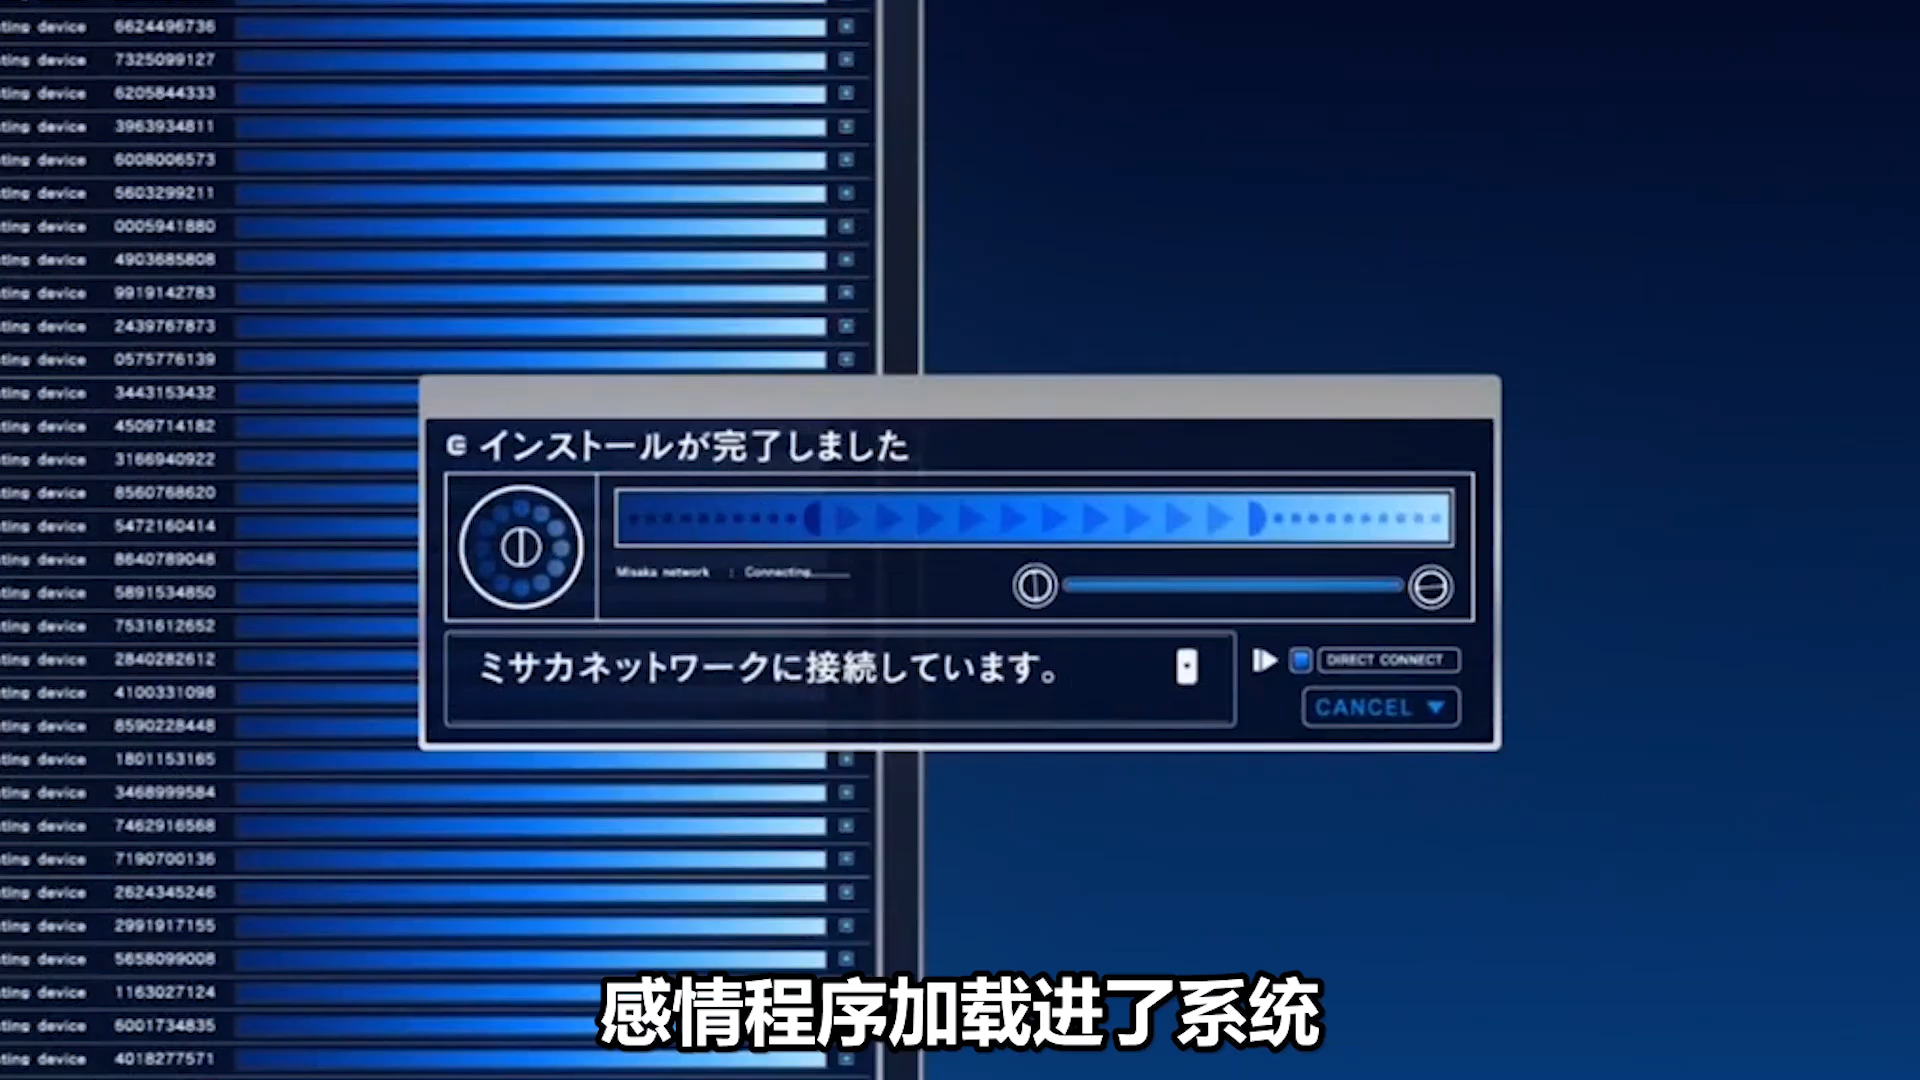 ting device 6624496736
ting device 7325099127
ting device 6205844333
ting device 3963934811
ting device 6008006573
ting device 5603299211
ting device 0005941880
ting device 4903685808
ting device 9919142783
ting device 2439767873
ting device 0575776139
ting device 3443153432
ting device 4509714182
ting device 3166940922
ting device 8560768620
ting device 5472160414
ting device 8640789048
ting device 5891534850
ting device 7531612652
ting device 2840282612
ting device 4100331098
ting device 8590228448
ting device 1801153165
ting device 3468999584
ting device 7462916568
ting device 7190700136
ting device 2624345246
ting device 2991917155
ting device 5658099008
ting device 1163027124
ting device 6001734835
ting device 4018277571
インストールが完了しました
Misaka network : Connecting
ミサカネットワークに接続しています。
DIRECT CONNECT
CANCEL
感情程序加载进了系统